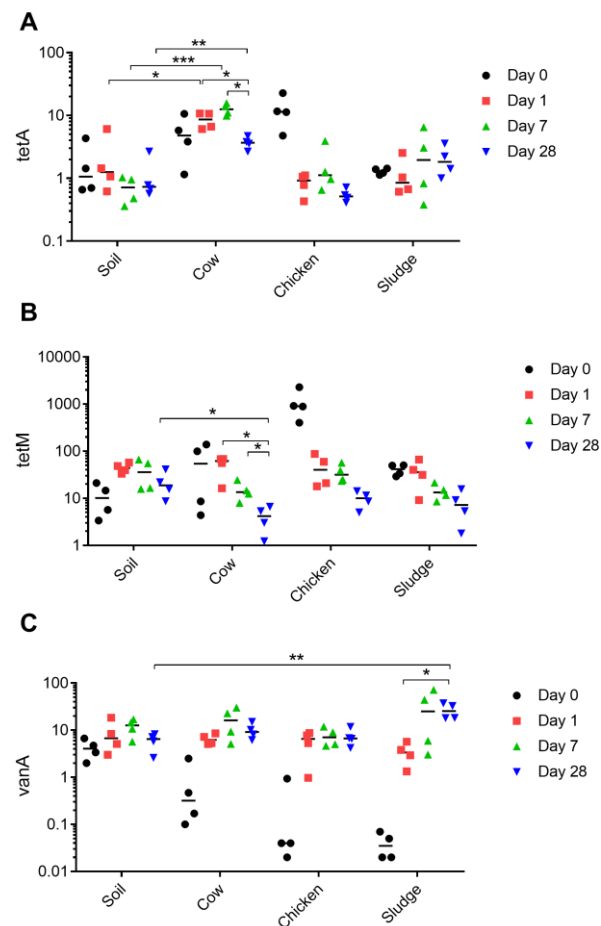 A
** 
***
* *
*
100
10
1
0.1
tetA
Soil Cow Chicken Sludge
Day 0
Day 1
Day 7
Day 28
B
*
*
*
10000
1000
100
10
1
tetM
Soil Cow Chicken Sludge
Day 0
Day 1
Day 7
Day 28
C
**
*
100
10
1
0.1
0.01
vanA
Soil Cow Chicken Sludge
Day 0
Day 1
Day 7
Day 28